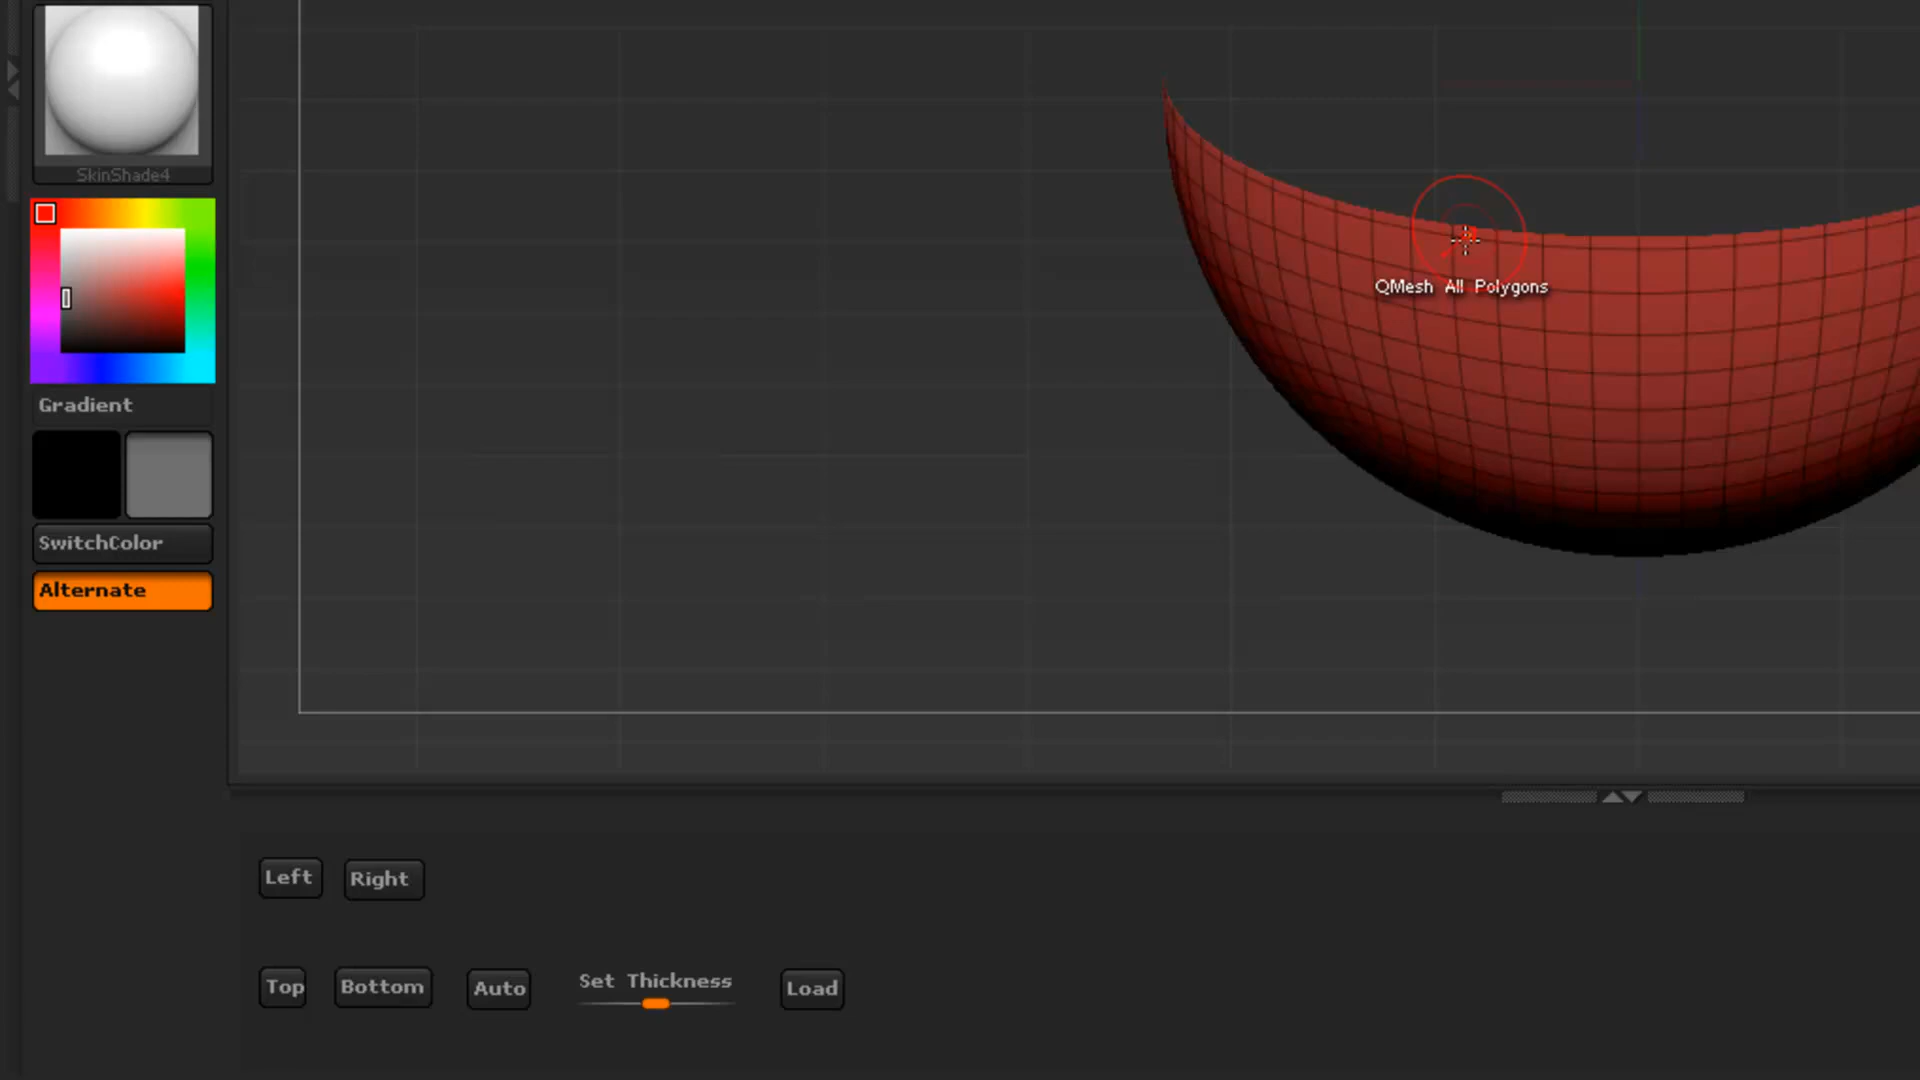 SkinShade4
Gradient
SwitchColor
Alternate
QMesh All Polygons
Left Right
Top Bottom Auto Set Thickness Load